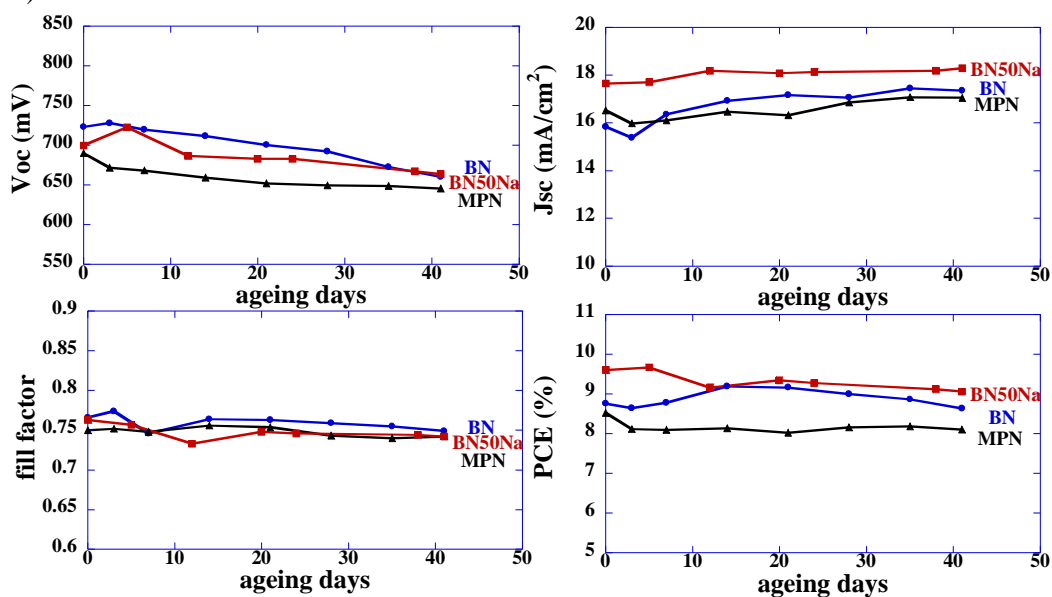 )
850
800
750
700
650
600
550
Voc (mV)
BN
BN50Na
MPN
0 10 20 30 40 50
ageing days
20
18
16
14
12
10
Jsc (mA/cm²)
BN50Na
BN
MPN
0 10 20 30 40 50
ageing days
0.9
0.85
0.8
0.75
0.7
0.65
0.6
fill factor
BN
BN50Na
MPN
0 10 20 30 40 50
ageing days
11
10
9
8
7
6
5
PCE (%)
BN50Na
BN
MPN
0 10 20 30 40 50
ageing days